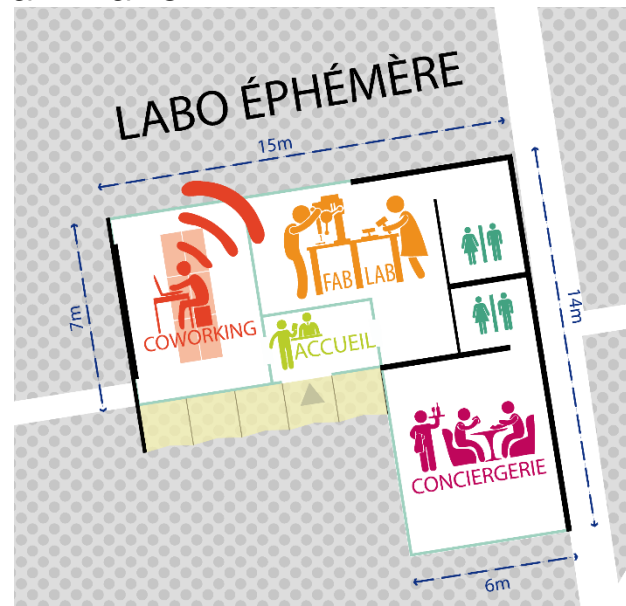 LABO ÉPHÉMÈRE
15m
7m
14m
FAB LAB
COWORKING
ACCUEIL
CONCIERGERIE
6m